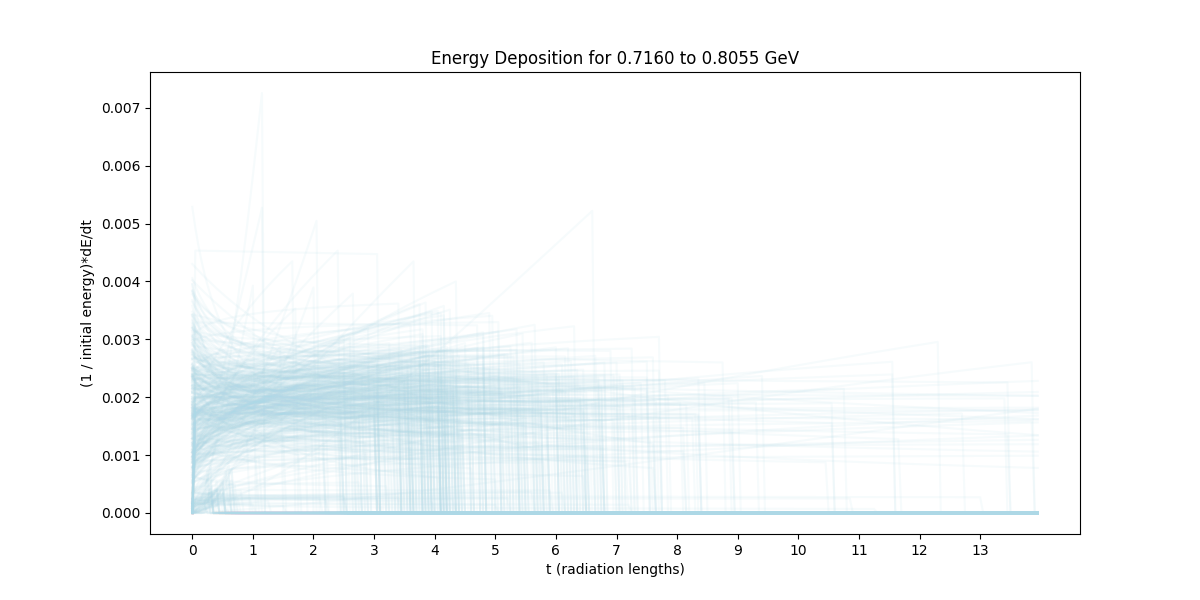 Energy Deposition for 0.7160 to 0.8055 GeV
(1 / initial energy)*dE/dt
0.007
0.006
0.005
0.004
0.003
0.002
0.001
0.000
0 1 2 3 4 5 6 7 8 9 10 11 12 13
t (radiation lengths)